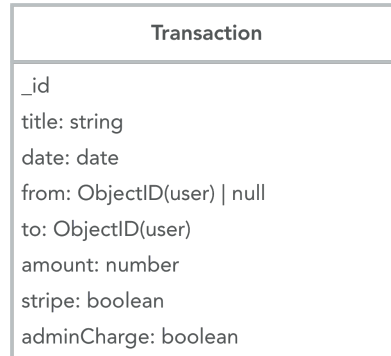 Transaction
_id
title: string
date: date
from: ObjectID(user) | null
to: ObjectID(user)
amount: number
stripe: boolean
adminCharge: boolean